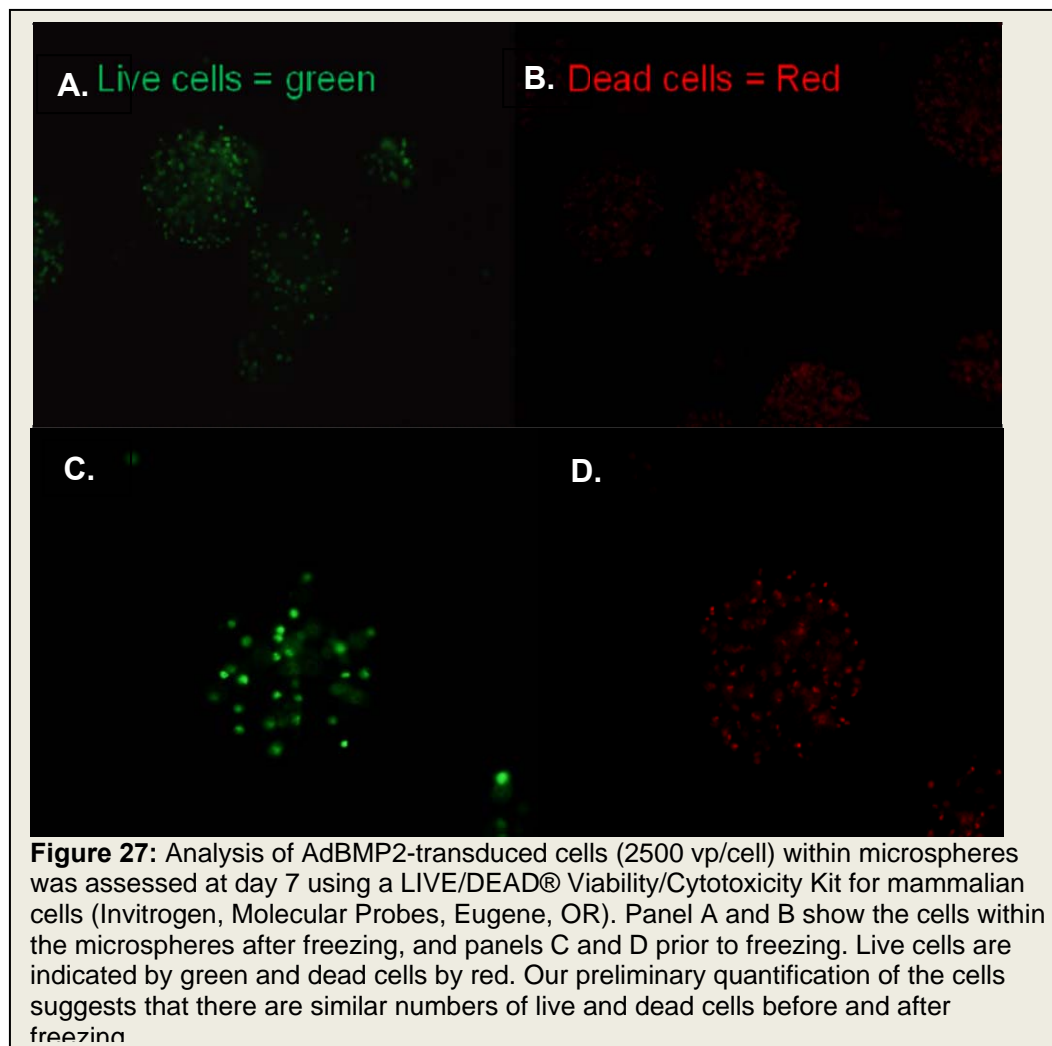 A. Live cells = green
B. Dead cells = Red
C.
D.
Figure 27: Analysis of AdBMP2-transduced cells (2500 vp/cell) within microspheres
was assessed at day 7 using a LIVE/DEAD® Viability/Cytotoxicity Kit for mammalian
cells (Invitrogen, Molecular Probes, Eugene, OR). Panel A and B show the cells within
the microspheres after freezing, and panels C and D prior to freezing. Live cells are
indicated by green and dead cells by red. Our preliminary quantification of the cells
suggests that there are similar numbers of live and dead cells before and after
freezing